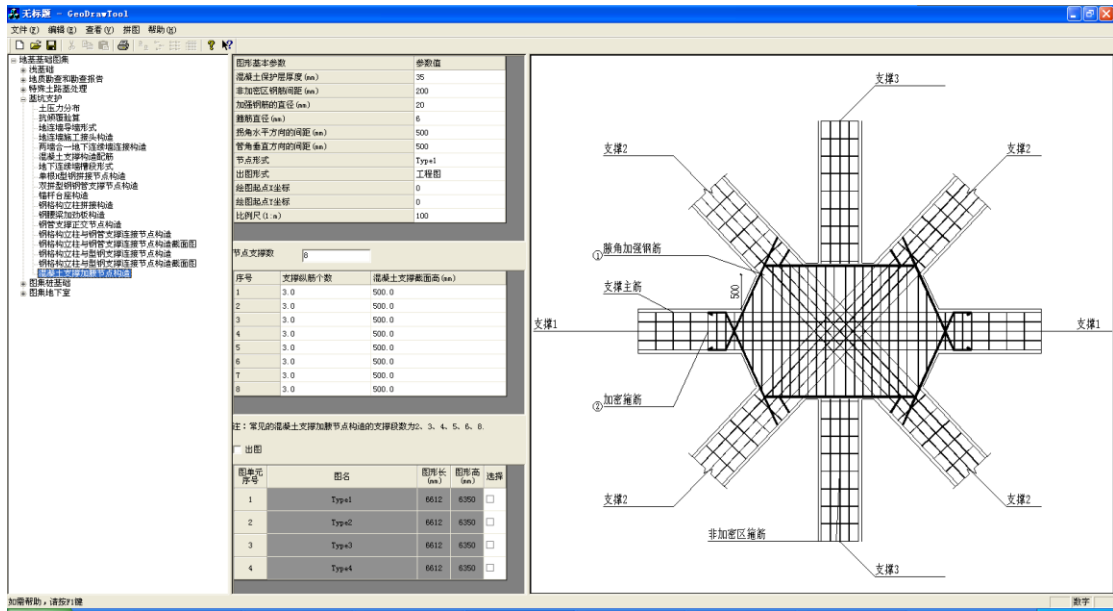 无标题 - GeoDrawTool
文件(F) 编辑(E) 查看(V) 拼图 帮助(H)
地基基础图集
浅基础
地质勘查和勘查报告
特殊土路基处理
基坑支护
土压力分布
抗倾覆验算
地连墙导墙形式
地连墙施工接头构造
两墙合一地下连续墙连接构造
混凝土支撑构造配筋
地下连续墙槽段形式
单根H型钢拼接节点构造
双拼型钢钢管支撑节点构造
锚杆台座构造
钢格构立柱拼接构造
钢腰梁加劲板构造
钢管支撑正交节点构造
钢格构立柱与钢管支撑连接节点构造
钢格构立柱与钢管支撑连接节点构造截面图
钢格构立柱与型钢支撑连接节点构造
钢格构立柱与型钢支撑连接节点构造截面图
混凝土支撑加腋节点构造
图集桩基础
图集地下室
图形基本参数 参数值
混凝土保护层厚度(mm) 35
非加密区钢筋间距(mm) 200
加强钢筋的直径(mm) 20
箍筋直径(mm) 6
拐角水平方向的间距(mm) 500
管角垂直方向的间距(mm) 500
节点形式 Type1
出图形式 工程图
绘图起点X坐标 0
绘图起点Y坐标 0
比例尺(1:n) 100
节点支撑数 8
序号 支撑纵筋个数 混凝土支撑截面高(mm)
1 3.0 500.0
2 3.0 500.0
3 3.0 500.0
4 3.0 500.0
5 3.0 500.0
6 3.0 500.0
7 3.0 500.0
8 3.0 500.0
注：常见的混凝土支撑加腋节点构造的支撑段数为2、3、4、5、6、8.
出图
图单元序号 图名 图形长(mm) 图形高(mm) 选择
1 Type1 6612 6350
2 Type2 6612 6350
3 Type3 6612 6350
4 Type4 6612 6350
支撑3
支撑2
支撑2
① 腋角加强钢筋
支撑主筋
500
支撑1
支撑1
② 加密箍筋
支撑2
支撑2
非加密区箍筋
支撑3
如需帮助，请按F1键
数字